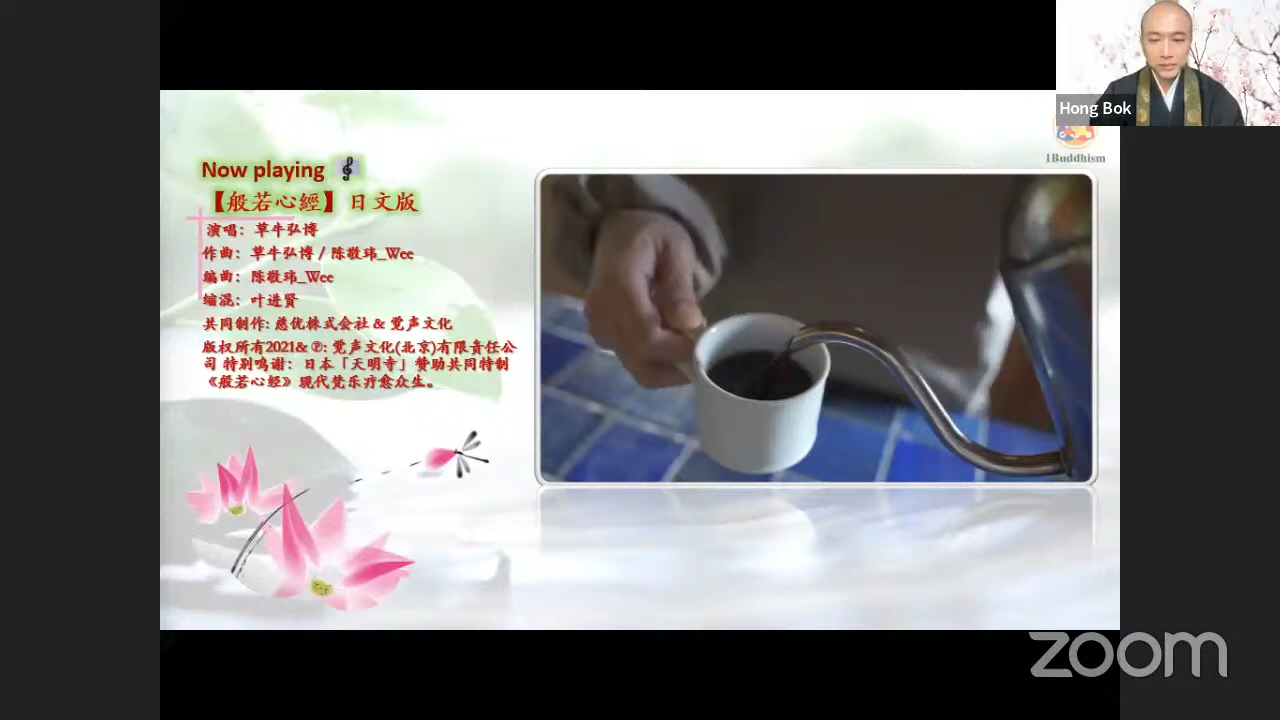 Hong Bok
1Buddhism
Now playing
【般若心經】日文版
演唱：草牛弘博
作曲：草牛弘博 / 陈敬玮_Wee
编曲：陈敬玮_Wee
缩混：叶进贤
共同制作: 慈优株式会社 & 觉声文化
版权所有2021& ℗: 觉声文化(北京)有限责任公
司 特别鸣谢：日本「天明寺」赞助共同特制
《般若心经》现代梵乐疗愈众生。
zoom